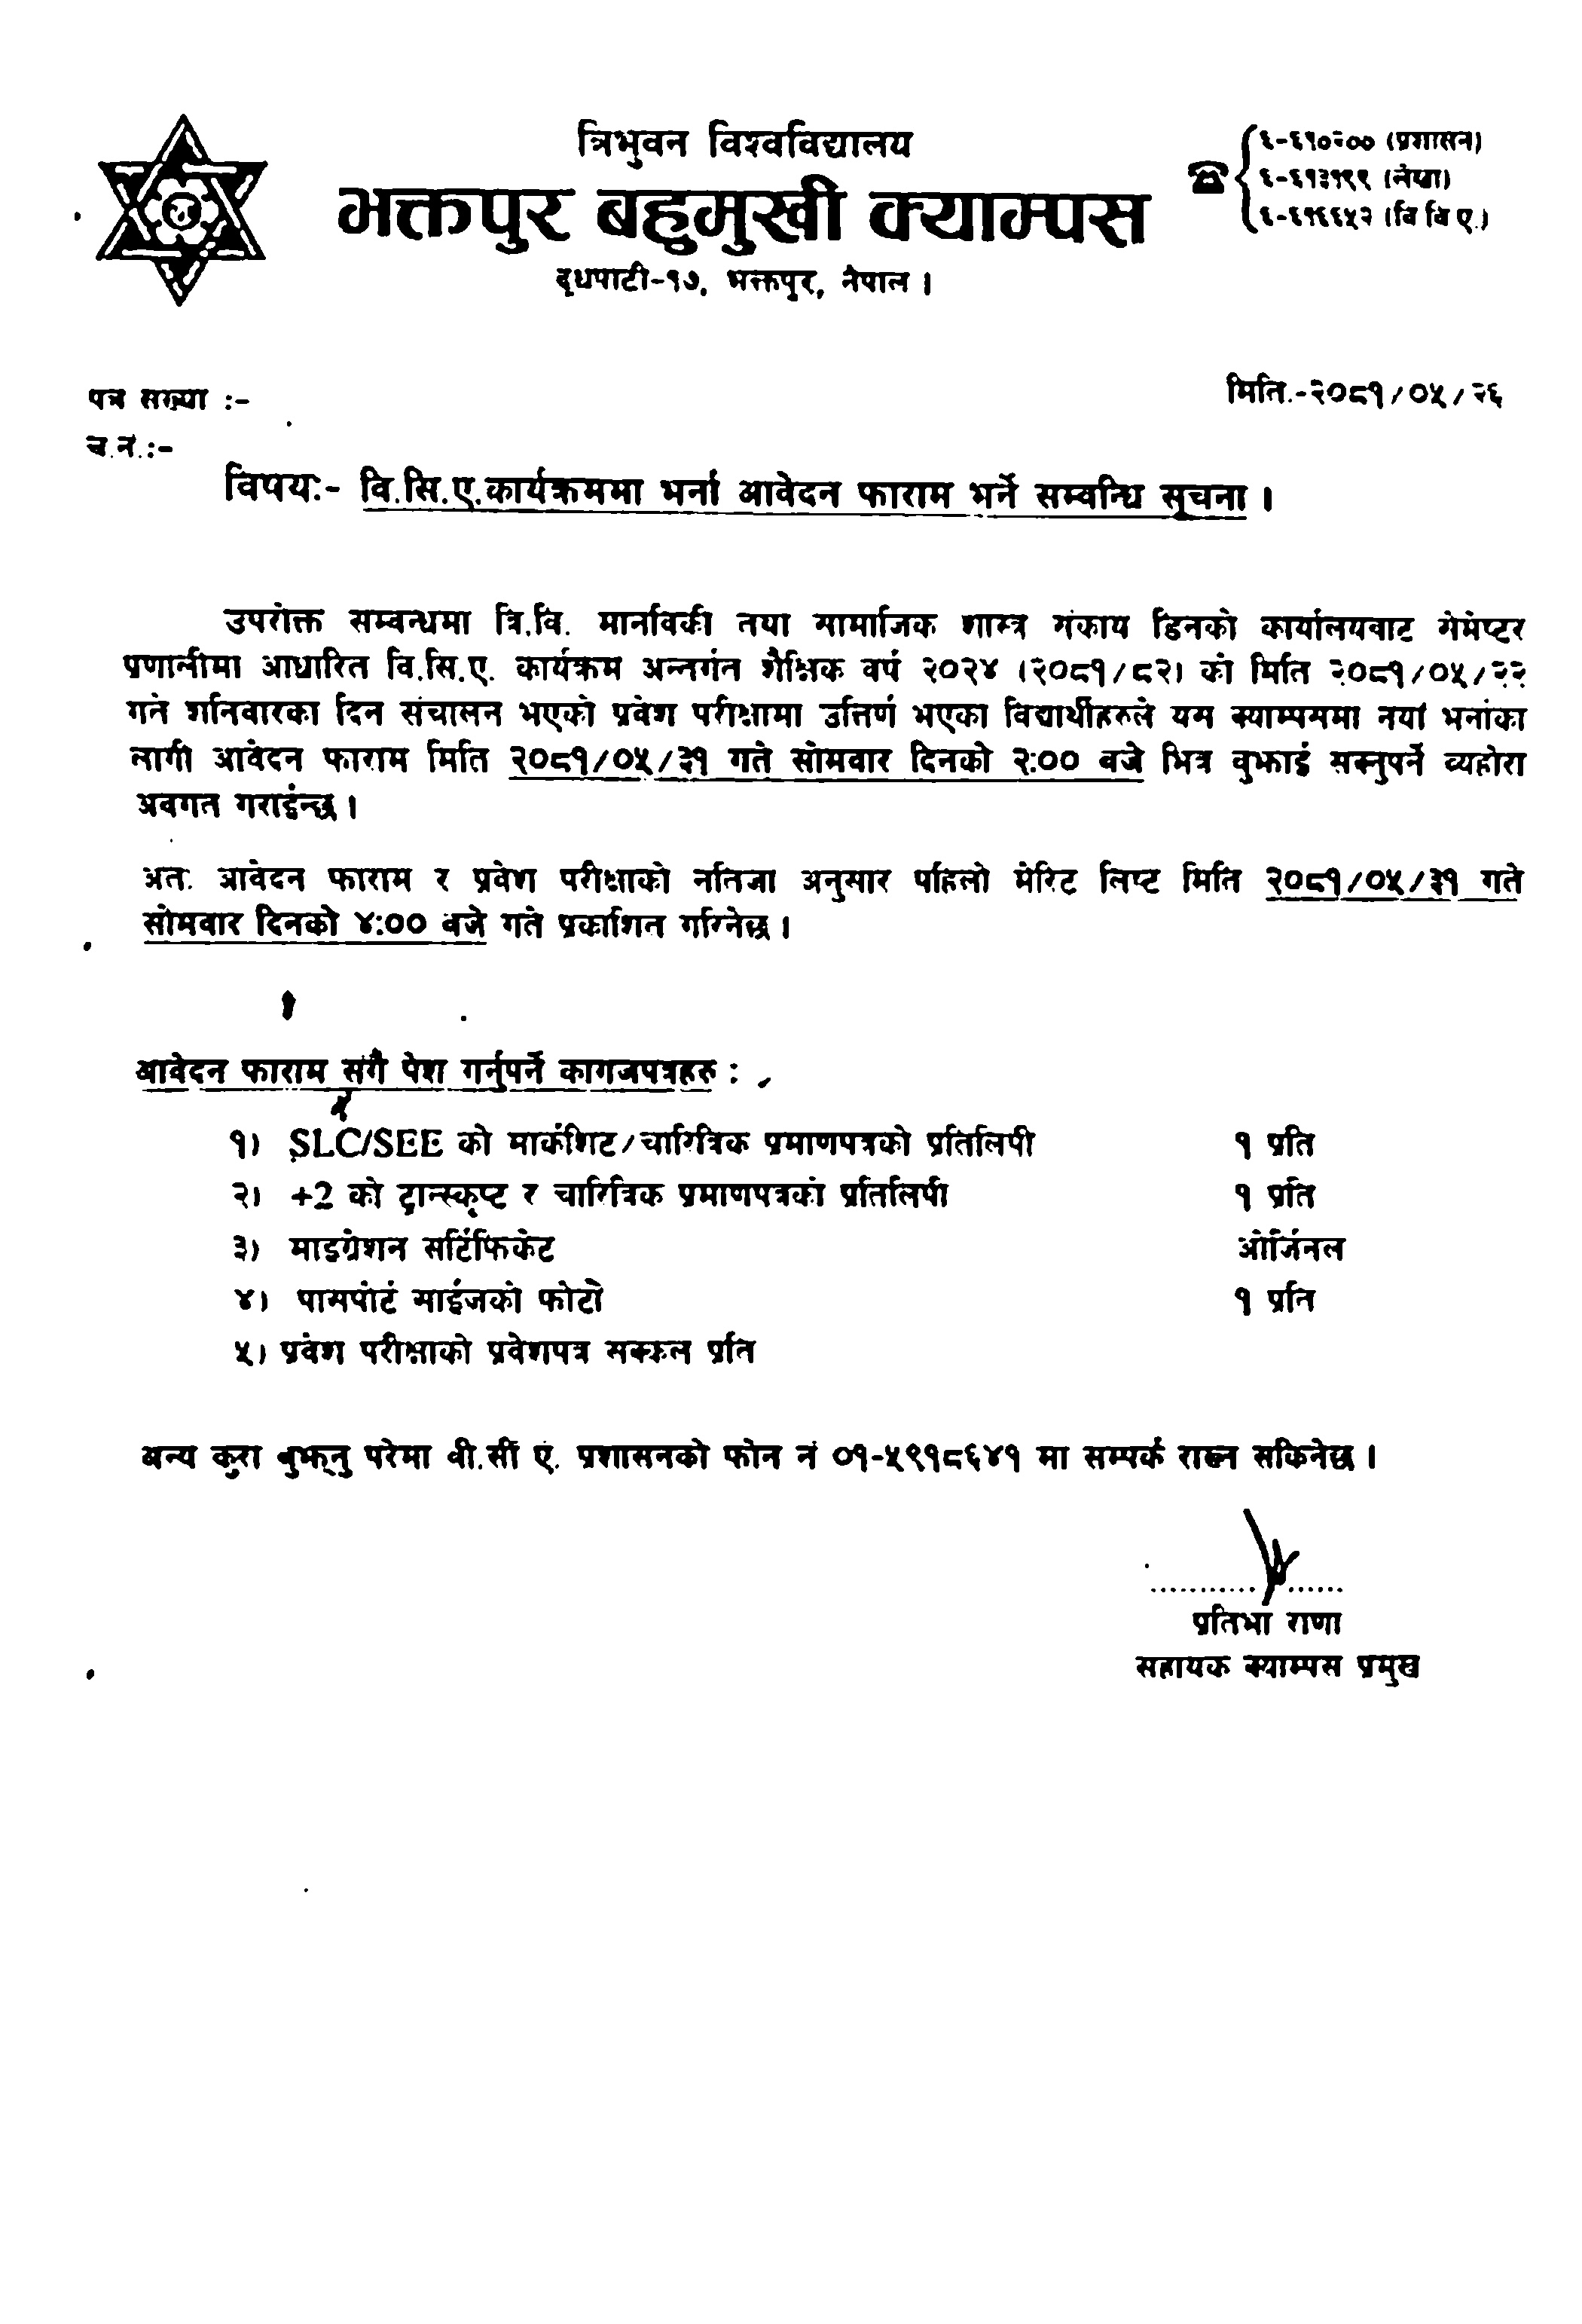 त्रिभुवन विश्वविद्यालय
भक्तपुर बहुमुखी क्याम्पस
दूधपाटी-१७, भक्तपुर, नेपाल ।
६-६१०२०० (प्रशासन)
६-६१३१९९ (लेखा)
६-६१६६५२ (वि वि ए.)
पत्र संख्या :-
मिति.-२०८१/०५/२६
च.नं.:-
विषय:- वि.सि.ए.कार्यक्रममा भर्ना आवेदन फाराम भर्ने सम्वन्धि सूचना ।
उपरोक्त सम्वन्धमा त्रि.वि. मानविकी तथा सामाजिक शास्त्र संकाय डिनको कार्यालयवाट सेमेष्टर
प्रणालीमा आधारित वि.सि.ए. कार्यक्रम अन्तर्गत शैक्षिक वर्ष २०२४ (२०८१/८२) को मिति २०८१/०५/२२
गते शनिवारका दिन संचालन भएको प्रवेश परीक्षामा उत्तिर्ण भएका विद्यार्थीहरुले यस क्याम्पसमा नयाँ भर्नाका
लागी आवेदन फाराम मिति २०८१/०५/३१ गते सोमवार दिनको २:०० वजे भित्र वुझाई सक्नुपर्ने व्यहोरा
अवगत गराईन्छ ।
अतः आवेदन फाराम र प्रवेश परीक्षाको नतिजा अनुसार पहिलो मेरिट लिष्ट मिति २०८१/०५/३१ गते
सोमवार दिनको ४:०० वजे गते प्रकाशित गरिनेछ ।
आवेदन फाराम संगै पेश गर्नुपर्ने कागजपत्रहरु :
१) SLC/SEE को मार्कशिट/चारित्रिक प्रमाणपत्रको प्रतिलिपी १ प्रति
२) +2 को ट्रान्स्कृप्ट र चारित्रिक प्रमाणपत्रको प्रतिलिपी १ प्रति
३) माइग्रेशन सर्टिफिकेट ओर्जिनल
४) पासपोर्ट साईजको फोटो १ प्रति
५) प्रवेश परीक्षाको प्रवेशपत्र सक्कल प्रति
अन्य कुरा बुझ्नु परेमा वी.सी ए. प्रशासनको फोन नं ०१-५९१८६४१ मा सम्पर्क राख्न सकिनेछ ।
प्रतिभा राणा
सहायक क्याम्पस प्रमुख